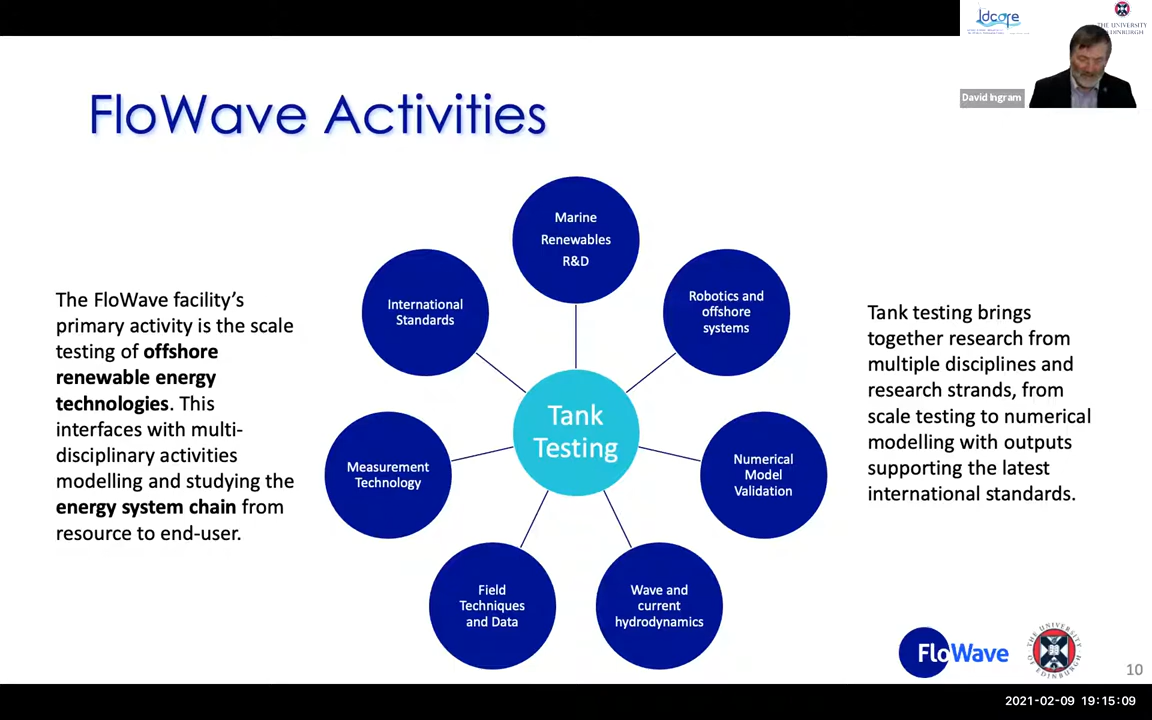 Idcore
THE UNIVERSITY
David Ingram
FloWave Activities
The FloWave facility's
primary activity is the scale
testing of offshore
renewable energy
technologies. This
interfaces with multi-
disciplinary activities
modelling and studying the
energy system chain from
resource to end-user.
Marine
Renewables
R&D
International
Standards
Robotics and
offshore
systems
Tank
Testing
Measurement
Technology
Numerical
Model
Validation
Field
Techniques
and Data
Wave and
current
hydrodynamics
Tank testing brings
together research from
multiple disciplines and
research strands, from
scale testing to numerical
modelling with outputs
supporting the latest
international standards.
FloWave
THE UNIVERSITY
OF EDINBURGH
10
2021-02-09 19:15:09